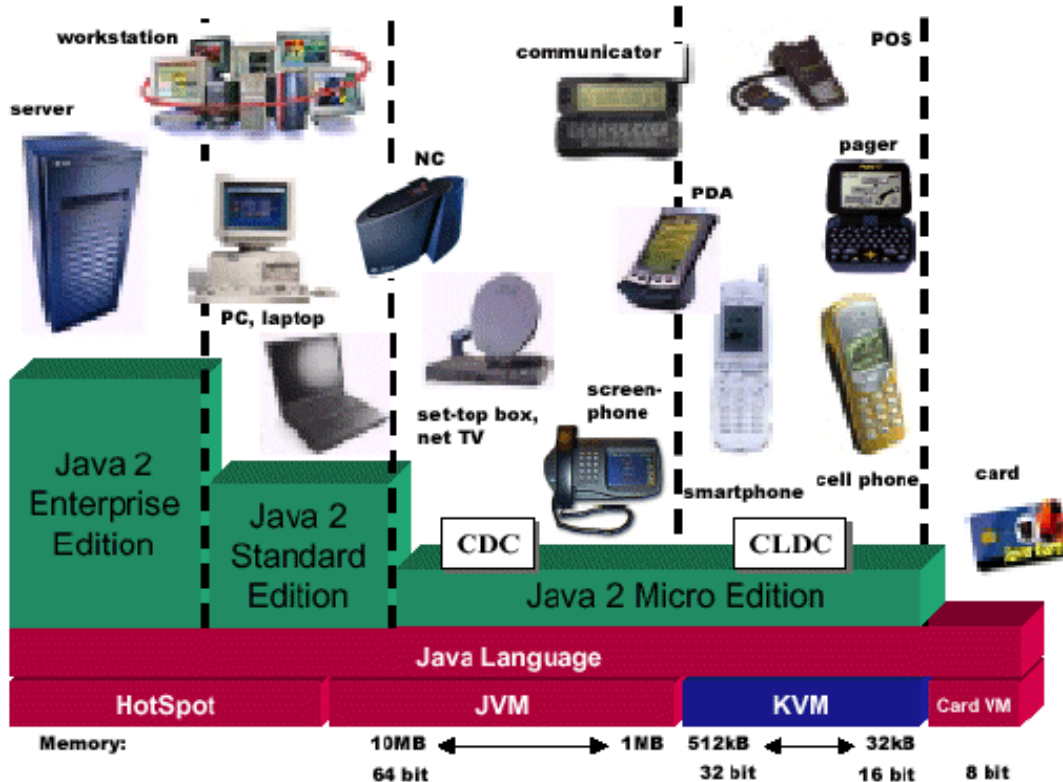 workstation
server
communicator
POS
NC
pager
PDA
PC, laptop
set-top box,
net TV
screen-
phone
smartphone
cell phone
card
Java 2
Enterprise
Edition
Java 2
Standard
Edition
CDC
CLDC
Java 2 Micro Edition
Java Language
HotSpot
JVM
KVM
Card VM
Memory:
10MB
1MB
512kB
32kB
64 bit
32 bit
16 bit
8 bit